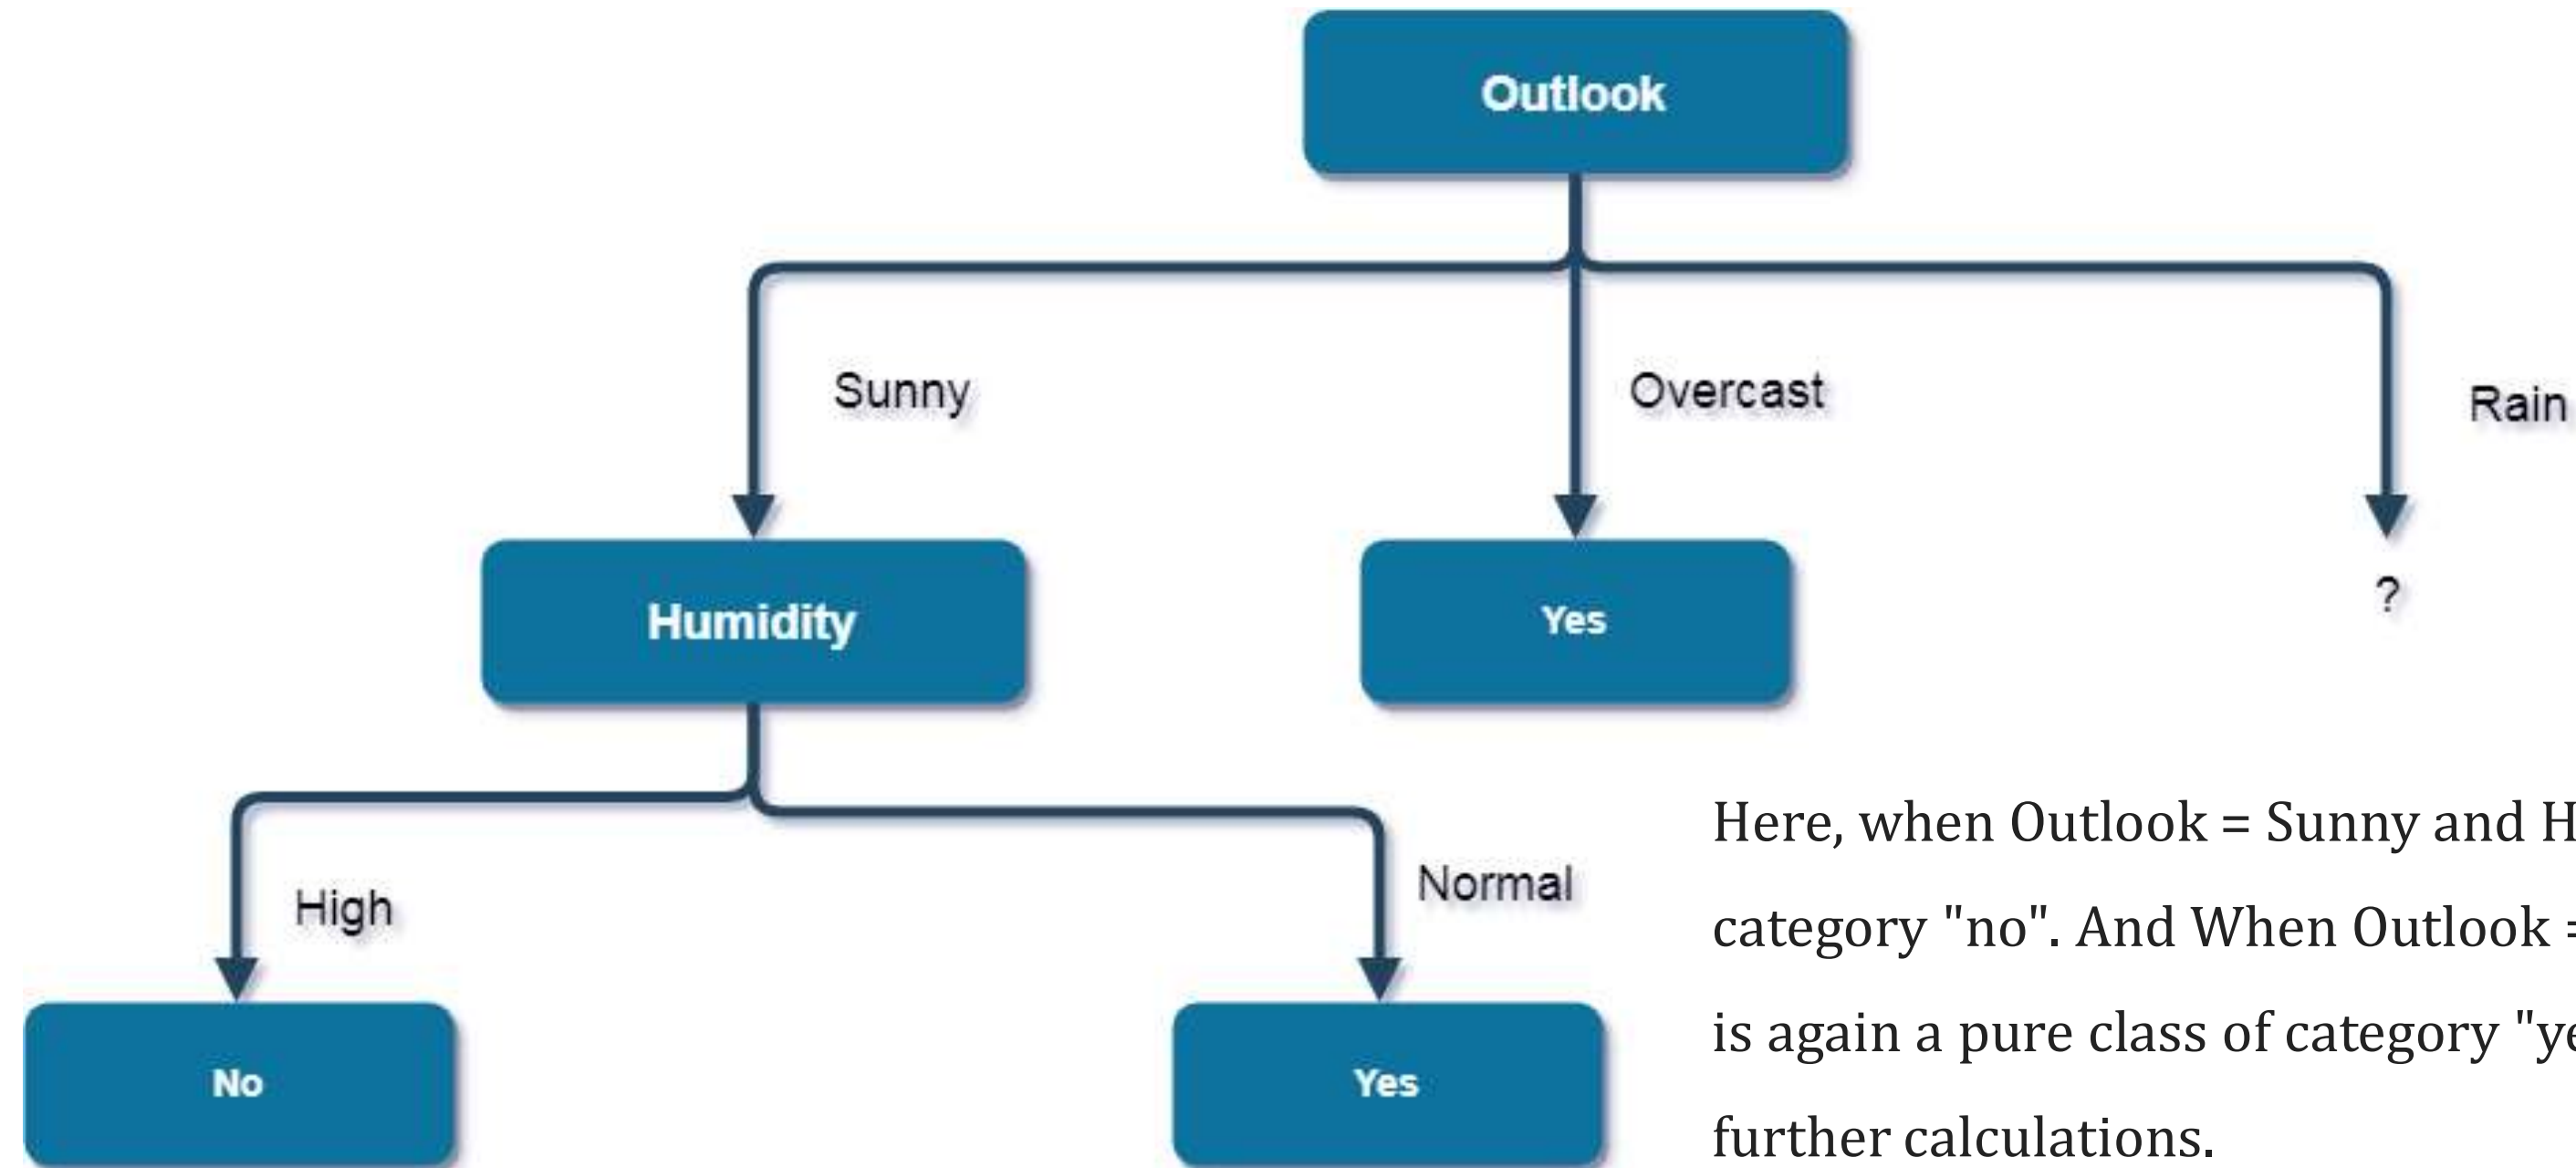 Outlook
Sunny
Overcast
Rain
Humidity
Yes
?
High
Normal
No
Yes
Here, when Outlook = Sunny and
category "no". And When Outlook =
is again a pure class of category
further calculations.